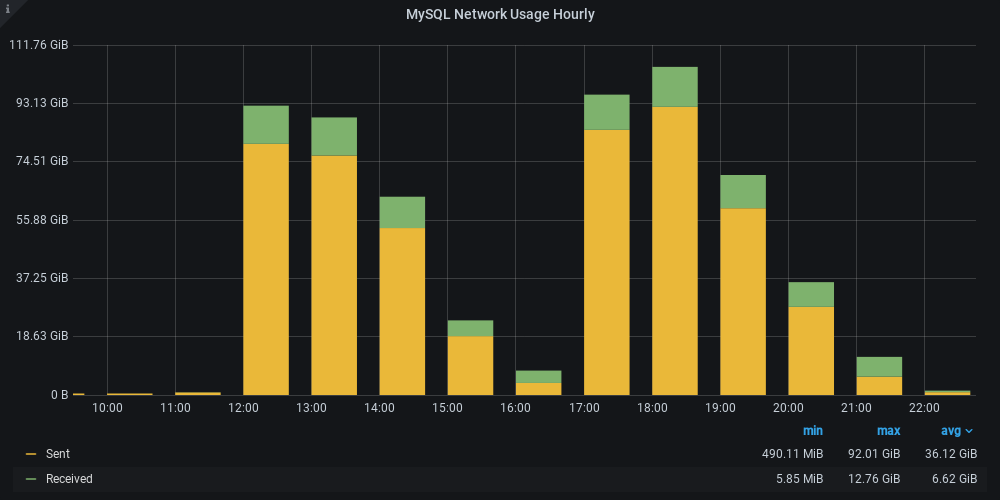 i
MySQL Network Usage Hourly
111.76 GiB
93.13 GiB
74.51 GiB
55.88 GiB
37.25 GiB
18.63 GiB
0 B
10:00 11:00 12:00 13:00 14:00 15:00 16:00 17:00 18:00 19:00 20:00 21:00 22:00
min max avg
Sent 490.11 MiB 92.01 GiB 36.12 GiB
Received 5.85 MiB 12.76 GiB 6.62 GiB